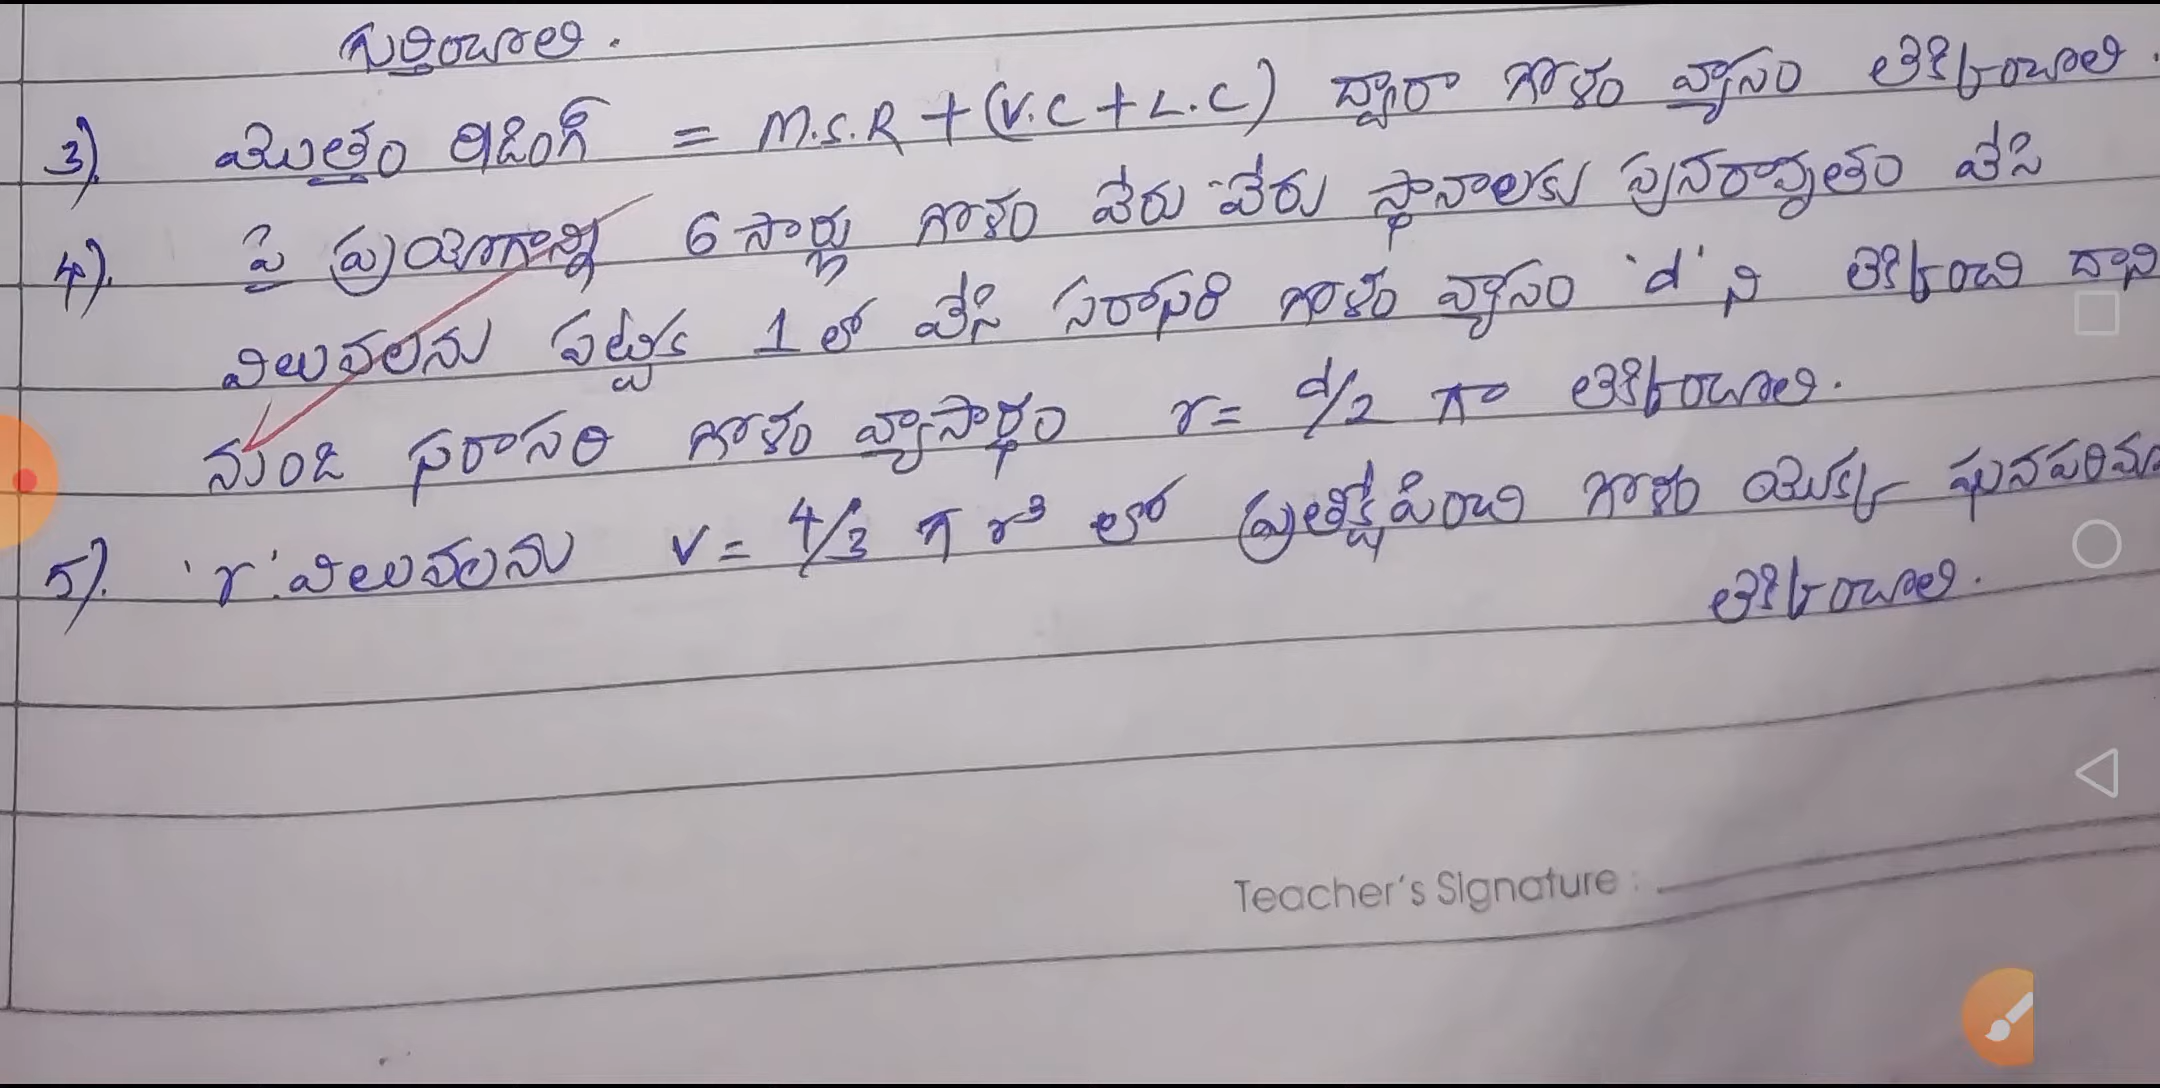 గుర్తించాలి.
3). మొత్తం రీడింగ్ = M.S.R + (V.C + L.C) ద్వారా గోళం వ్యాసం లెక్కించాలి.
4). పై ప్రయోగాన్ని 6 సార్లు గోళం వేరు వేరు స్థానాలకు పునరావృతం చేసి
విలువలను పట్టిక 1 లో వేసి సరాసరి గోళం వ్యాసం 'd' ని లెక్కించి దాని
నుండి సరాసరి గోళం వ్యాసార్థం r = d/2 గా లెక్కించాలి.
5). 'r' విలువలను V = 4/3 π r³ లో ప్రతిక్షేపించి గోళం యొక్క ఘనపరిమా
లెక్కించాలి.
Teacher's Signature :